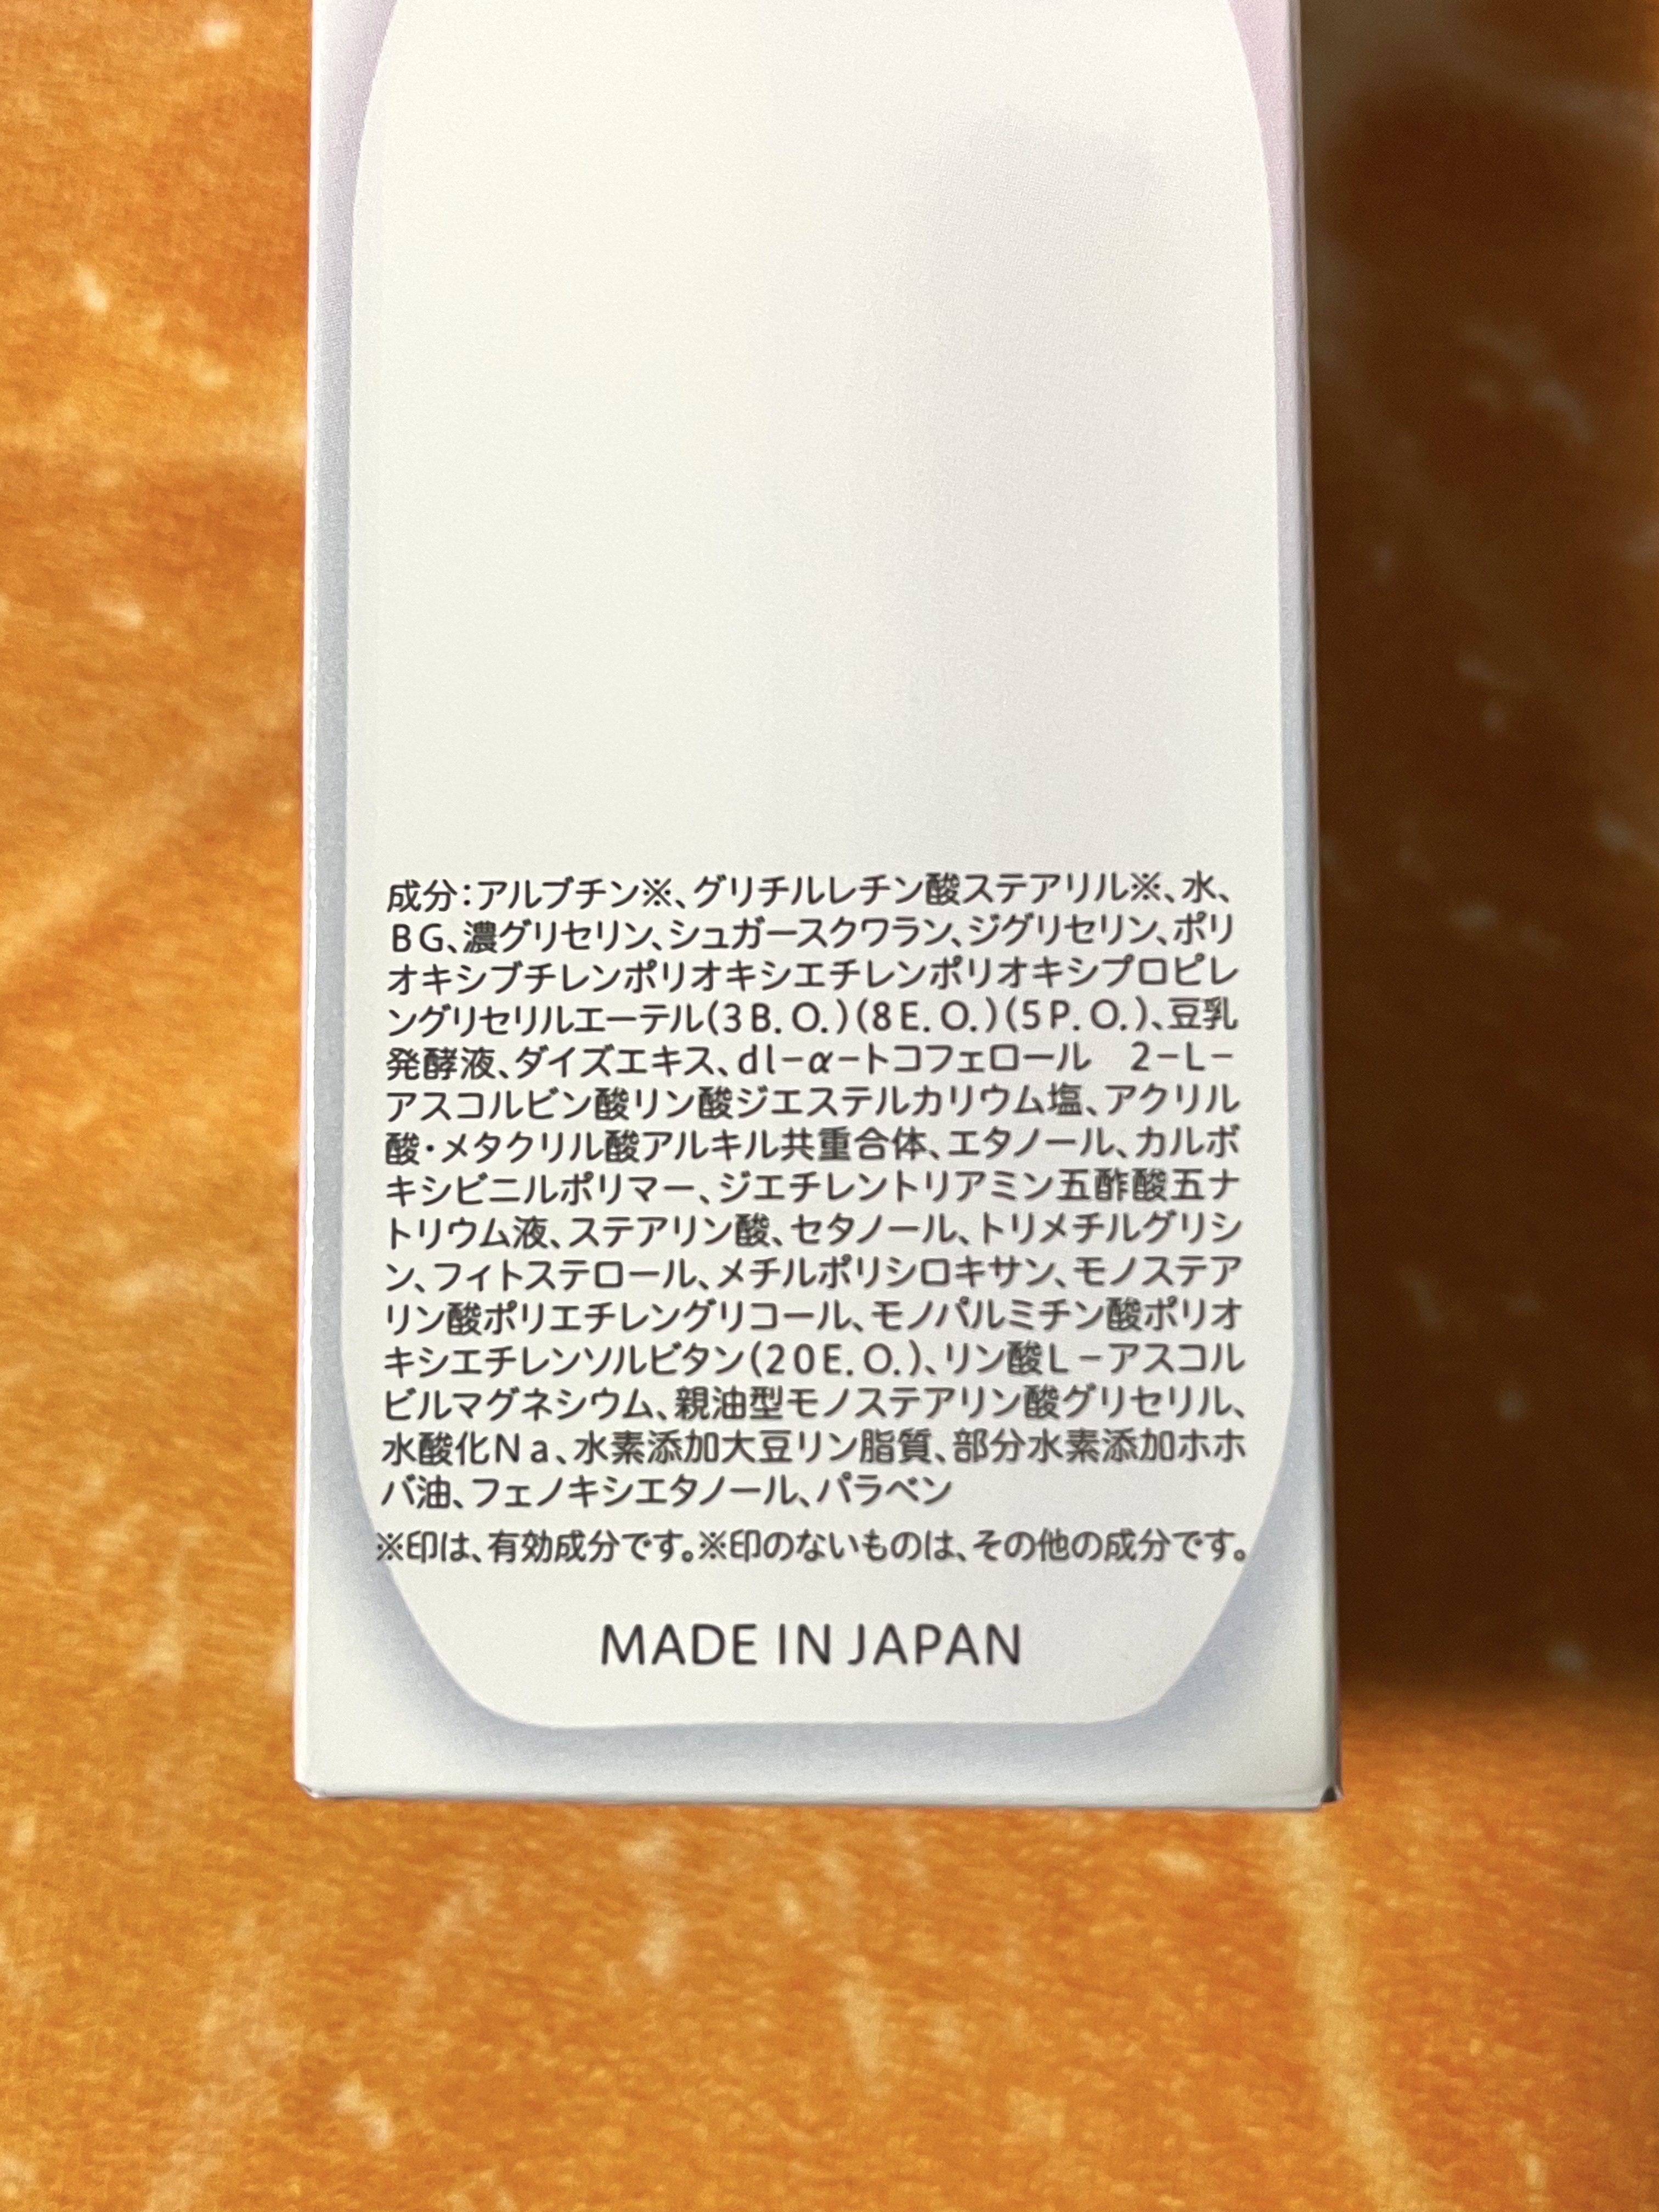 成分:アルブチン※、グリチルレチン酸ステアリル※、水、
BG、濃グリセリン、シュガースクワラン、ジグリセリン、ポリ
オキシブチレンポリオキシエチレンポリオキシプロピレ
ングリセリルエーテル(3B.O.)(8E.O.)(5P.O.)、豆乳
発酵液、ダイズエキス、dl-α-トコフェロール 2-L-
アスコルビン酸リン酸ジエステルカリウム塩、アクリル
酸・メタクリル酸アルキル共重合体、エタノール、カルボ
キシビニルポリマー、ジエチレントリアミン五酢酸五ナ
トリウム液、ステアリン酸、セタノール、トリメチルグリシ
ン、フィトステロール、メチルポリシロキサン、モノステア
リン酸ポリエチレングリコール、モノパルミチン酸ポリオ
キシエチレンソルビタン(20E.O.)、リン酸L-アスコル
ビルマグネシウム、親油型モノステアリン酸グリセリル、
水酸化Na、水素添加大豆リン脂質、部分水素添加ホホ
バ油、フェノキシエタノール、パラベン
※印は、有効成分です。※印のないものは、その他の成分です。
MADE IN JAPAN